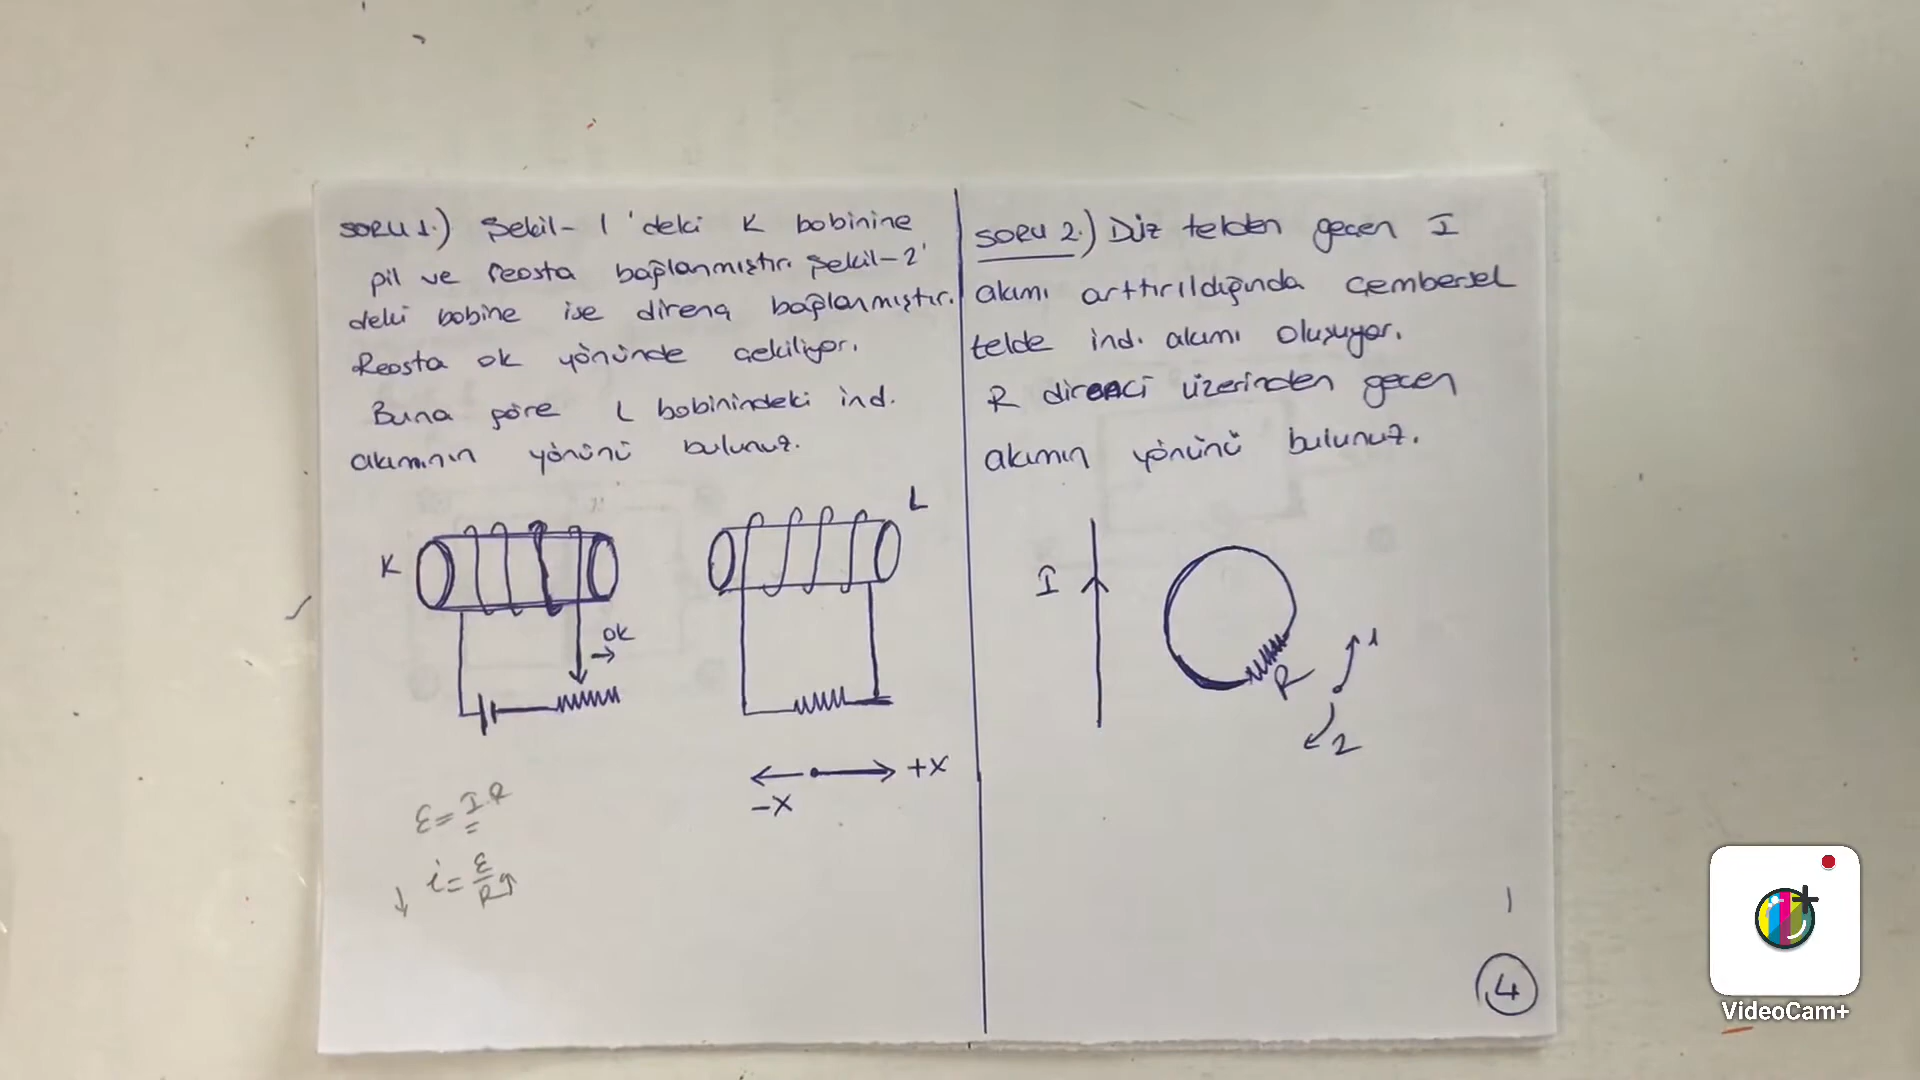 SORU 1.) Şekil-1'deki K bobinine
pil ve reosta bağlanmıştır. Şekil-2'
deki bobine ise direnç bağlanmıştır.
Reosta ok yönünde çekiliyor.
Buna göre L bobinindeki ind.
akımının yönünü bulunuz.
K
ok
L
-X
+X
ε=I.R
i=ε/R
SORU 2.) Düz telden geçen I
akımı arttırıldığında çembersel
telde ind. akımı oluşuyor.
R direnci üzerinden geçen
akımın yönünü bulunuz.
I
R
1
2
1
4
VideoCam+